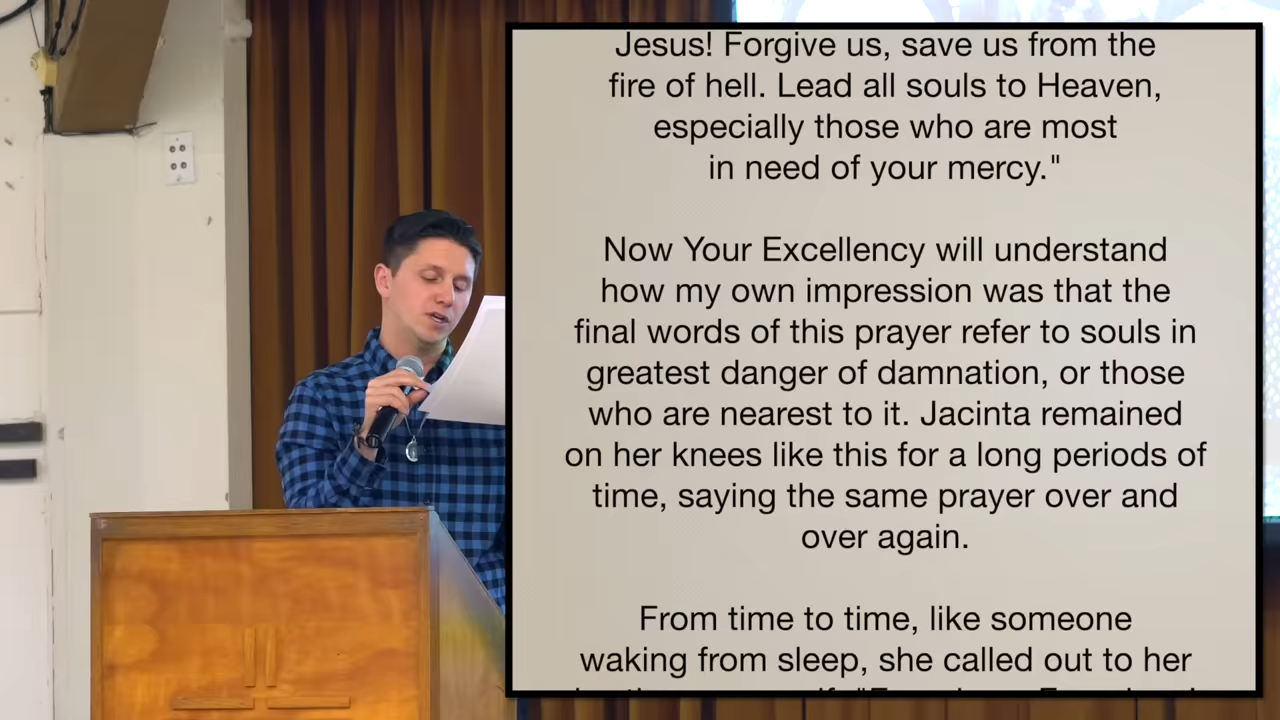 Jesus! Forgive us, save us from the
fire of hell. Lead all souls to Heaven,
especially those who are most
in need of your mercy."
Now Your Excellency will understand
how my own impression was that the
final words of this prayer refer to souls in
greatest danger of damnation, or those
who are nearest to it. Jacinta remained
on her knees like this for a long periods of
time, saying the same prayer over and
over again.
From time to time, like someone
waking from sleep, she called out to her